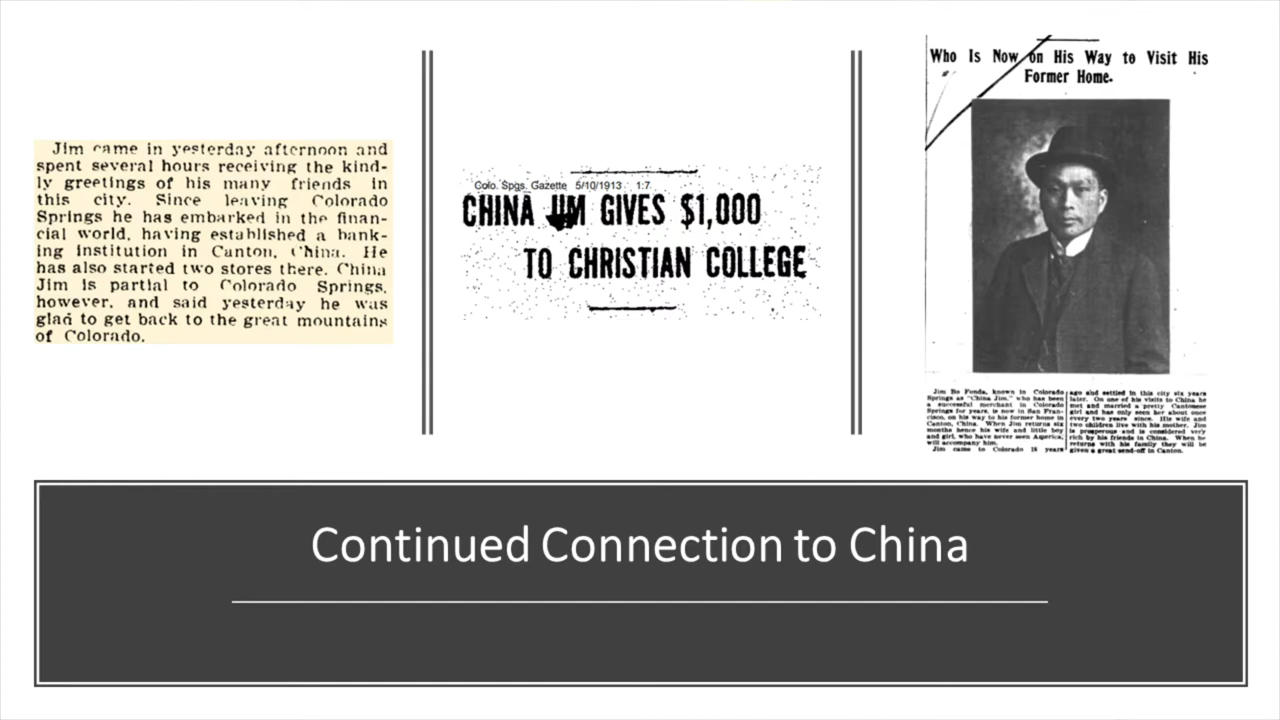 Jim came in yesterday afternoon and
spent several hours receiving the kind-
ly greetings of his many friends in
this city. Since leaving Colorado
Springs he has embarked in the finan-
cial world, having established a bank-
ing institution in Canton, China. He
has also started two stores there. China
Jim is partial to Colorado Springs,
however, and said yesterday he was
glad to get back to the great mountains
of Colorado.
Colo. Spgs. Gazette 5/10/1913 1:7
CHINA JIM GIVES $1,000
TO CHRISTIAN COLLEGE
Who Is Now on His Way to Visit His
Former Home.
Jim Bo Fonda, known in Colorado
Springs as "China Jim," who has been
a successful merchant in Colorado
Springs for years, is now in San Fran-
cisco, on his way to his former home in
Canton, China. When Jim returns six
months hence his wife and little boy
and girl, who have never seen America,
will accompany him.
Jim came to Colorado 18 years
ago and settled in this city six years
later. On one of his visits to China he
met and married a pretty Cantonese
girl and has only seen her about once
every two years since. His wife and
two children live with his mother. Jim
is prosperous and is considered very
rich by his friends in China. When he
returns with his family they will be
given a great send-off in Canton.
Continued Connection to China